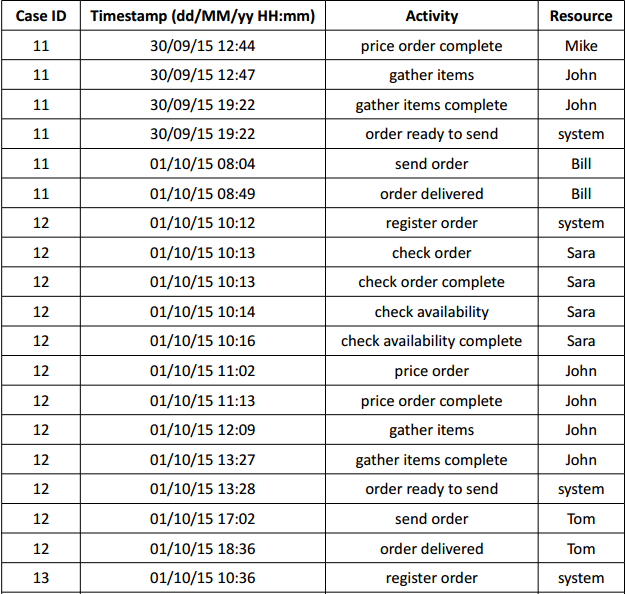 Case ID Timestamp (dd/MM/yy HH:mm) Activity Resource
11 30/09/15 12:44 price order complete Mike
11 30/09/15 12:47 gather items John
11 30/09/15 19:22 gather items complete John
11 30/09/15 19:22 order ready to send system
11 01/10/15 08:04 send order Bill
11 01/10/15 08:49 order delivered Bill
12 01/10/15 10:12 register order system
12 01/10/15 10:13 check order Sara
12 01/10/15 10:13 check order complete Sara
12 01/10/15 10:14 check availability Sara
12 01/10/15 10:16 check availability complete Sara
12 01/10/15 11:02 price order John
12 01/10/15 11:13 price order complete John
12 01/10/15 12:09 gather items John
12 01/10/15 13:27 gather items complete John
12 01/10/15 13:28 order ready to send system
12 01/10/15 17:02 send order Tom
12 01/10/15 18:36 order delivered Tom
13 01/10/15 10:36 register order system